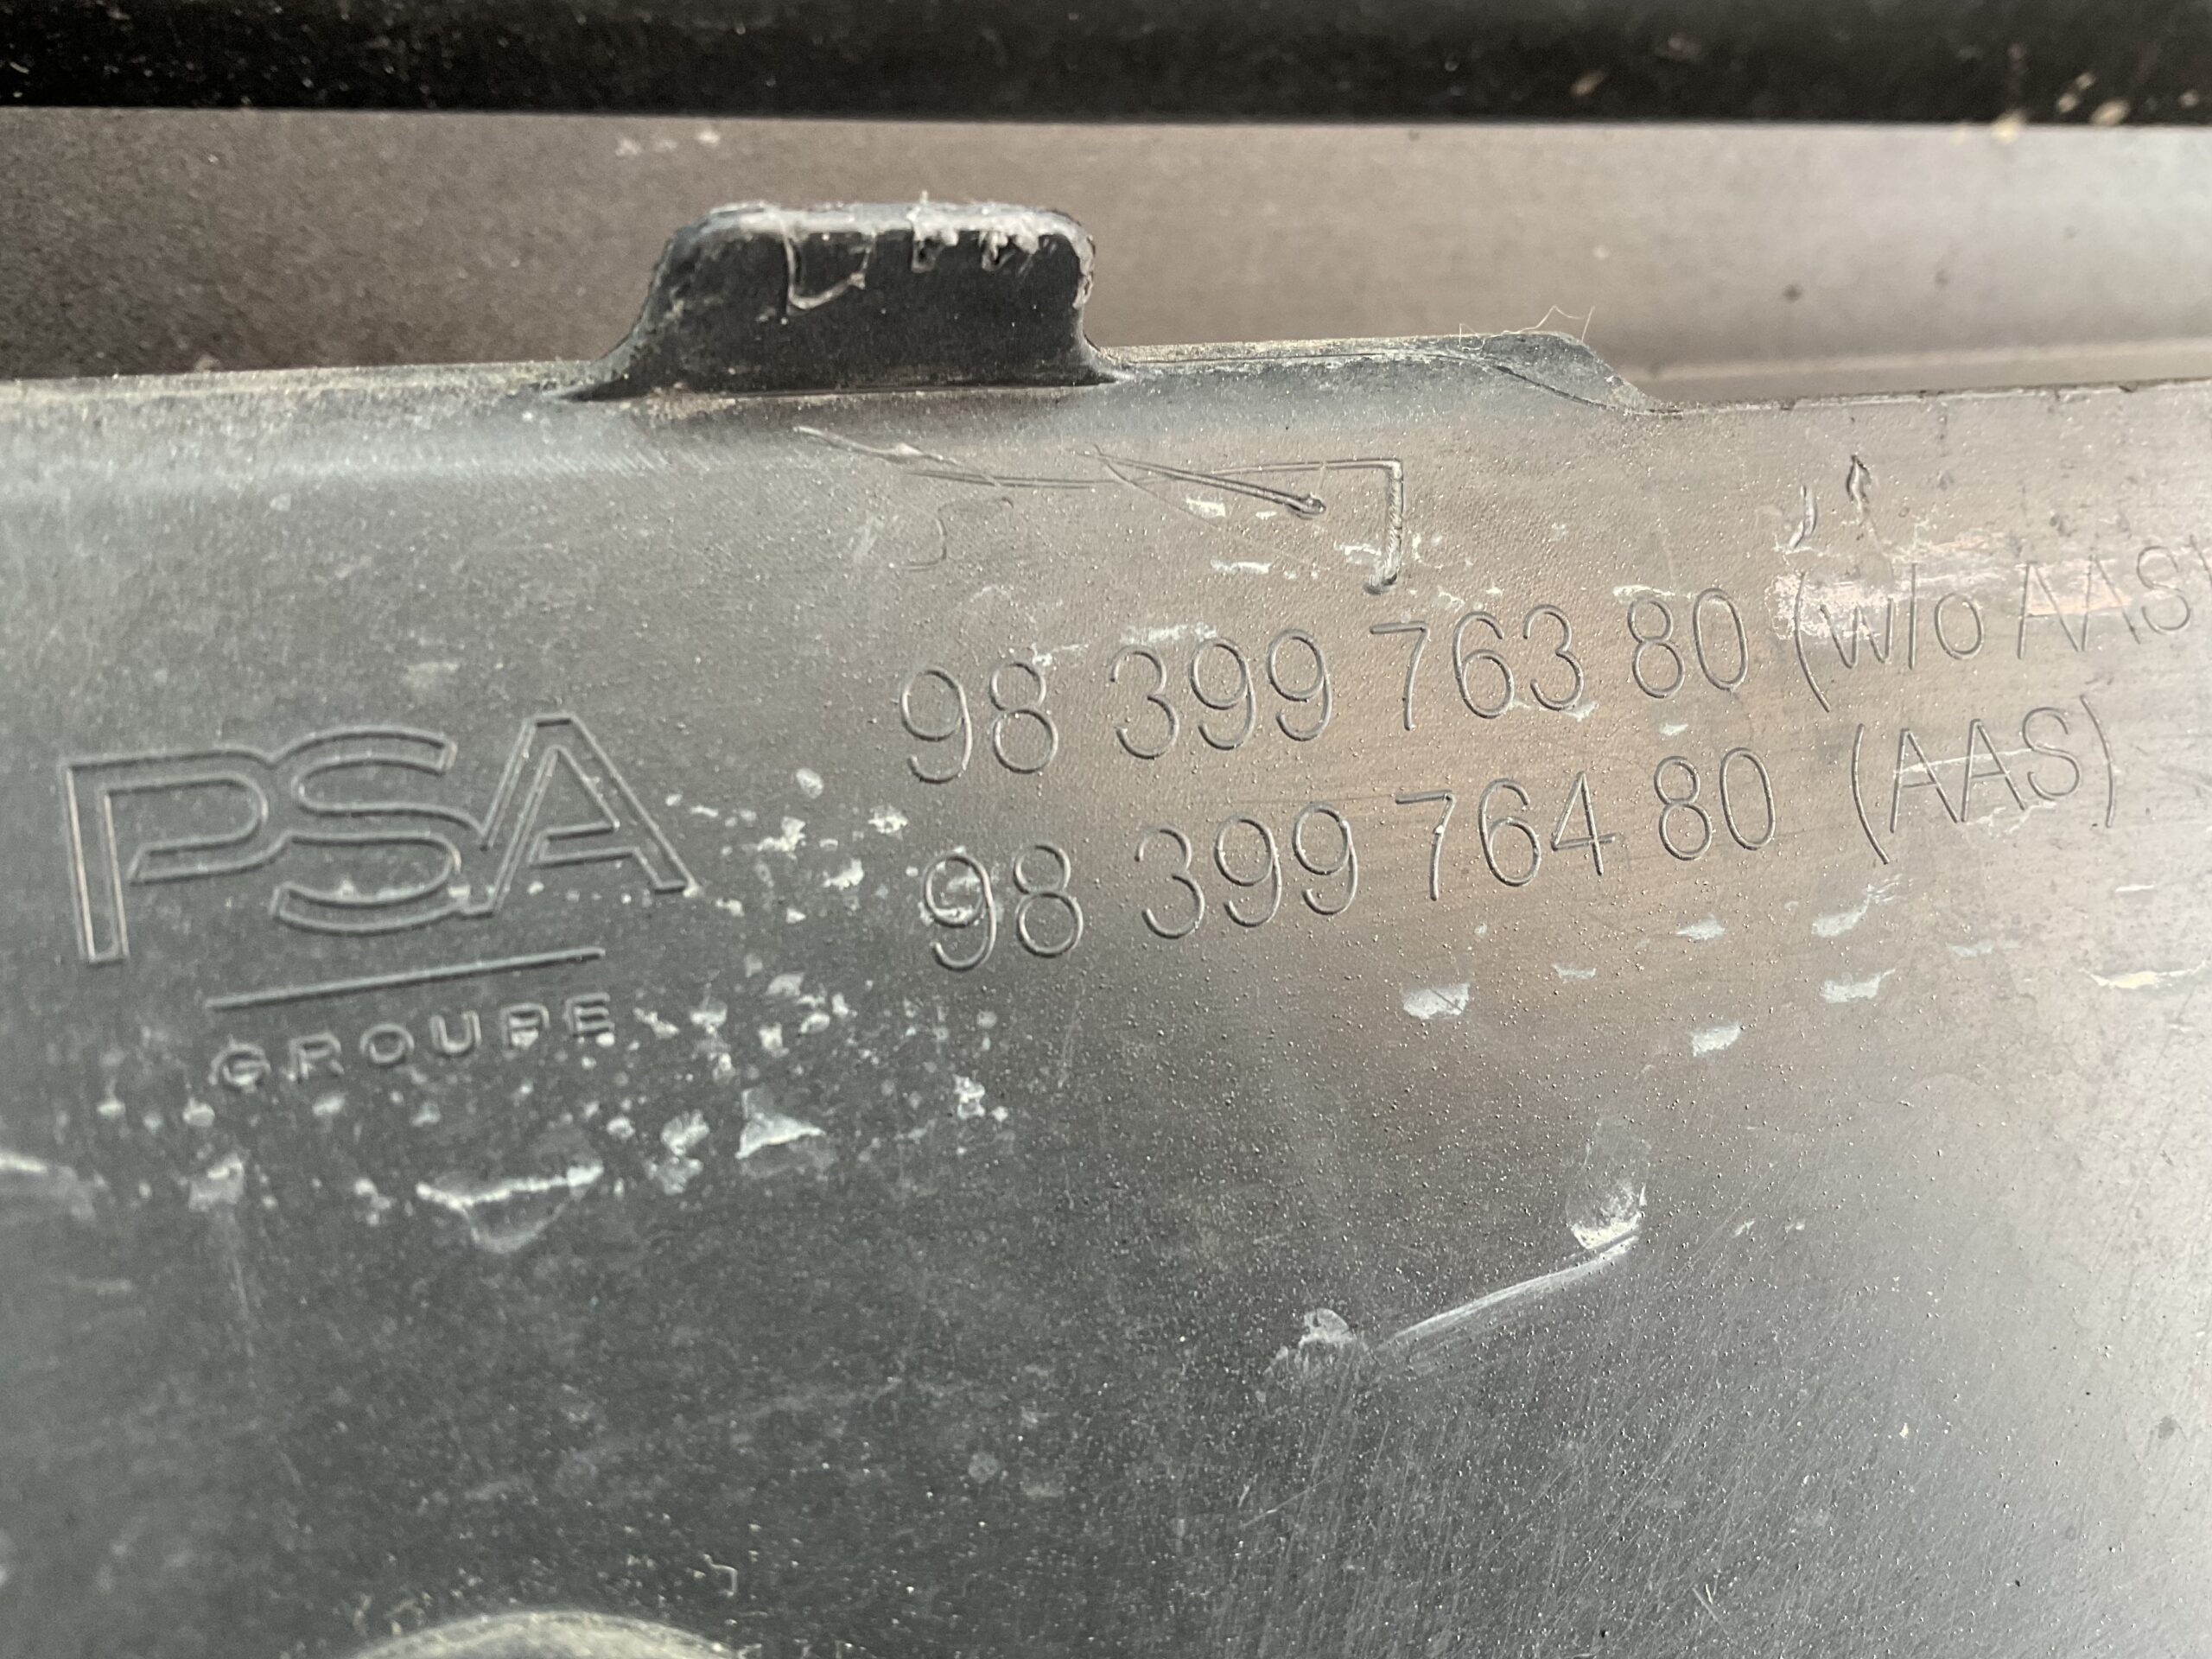 PSA
GROUPE
98 399 763 80 (w/o AAS)
98 399 764 80 (AAS)